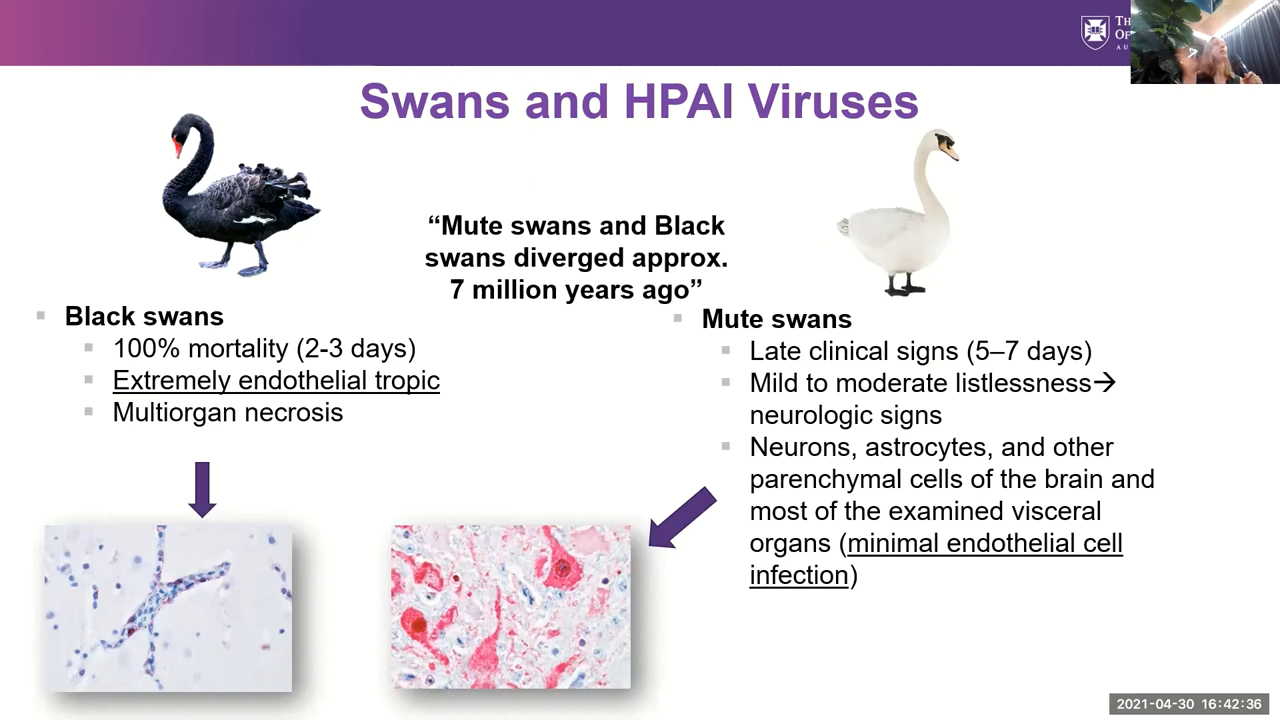 Swans and HPAI Viruses
“Mute swans and Black
swans diverged approx.
7 million years ago”
Black swans
100% mortality (2-3 days)
Extremely endothelial tropic
Multiorgan necrosis
Mute swans
Late clinical signs (5–7 days)
Mild to moderate listlessness→
neurologic signs
Neurons, astrocytes, and other
parenchymal cells of the brain and
most of the examined visceral
organs (minimal endothelial cell
infection)
2021-04-30 16:42:36